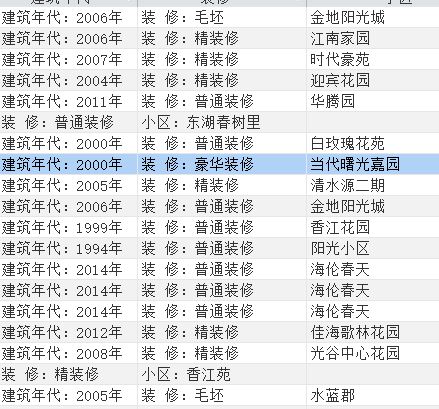 建筑年代：2006年 装 修：毛坯 金地阳光城
建筑年代：2006年 装 修：精装修 江南家园
建筑年代：2007年 装 修：精装修 时代豪苑
建筑年代：2004年 装 修：精装修 迎宾花园
建筑年代：2011年 装 修：普通装修 华腾园
装 修：普通装修 小区：东湖春树里
建筑年代：2000年 装 修：普通装修 白玫瑰花苑
建筑年代：2000年 装 修：豪华装修 当代曙光嘉园
建筑年代：2005年 装 修：精装修 清水源二期
建筑年代：2006年 装 修：普通装修 金地阳光城
建筑年代：1999年 装 修：普通装修 香江花园
建筑年代：1994年 装 修：普通装修 阳光小区
建筑年代：2014年 装 修：普通装修 海伦春天
建筑年代：2014年 装 修：普通装修 海伦春天
建筑年代：2014年 装 修：普通装修 海伦春天
建筑年代：2012年 装 修：精装修 佳海歌林花园
建筑年代：2008年 装 修：精装修 光谷中心花园
装 修：精装修 小区：香江苑
建筑年代：2005年 装 修：毛坯 水蓝郡